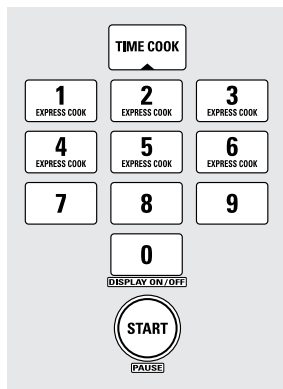 TIME COOK
1 2 3
EXPRESS COOK EXPRESS COOK EXPRESS COOK
4 5 6
EXPRESS COOK EXPRESS COOK EXPRESS COOK
7 8 9
0
DISPLAY ON/OFF
START
PAUSE